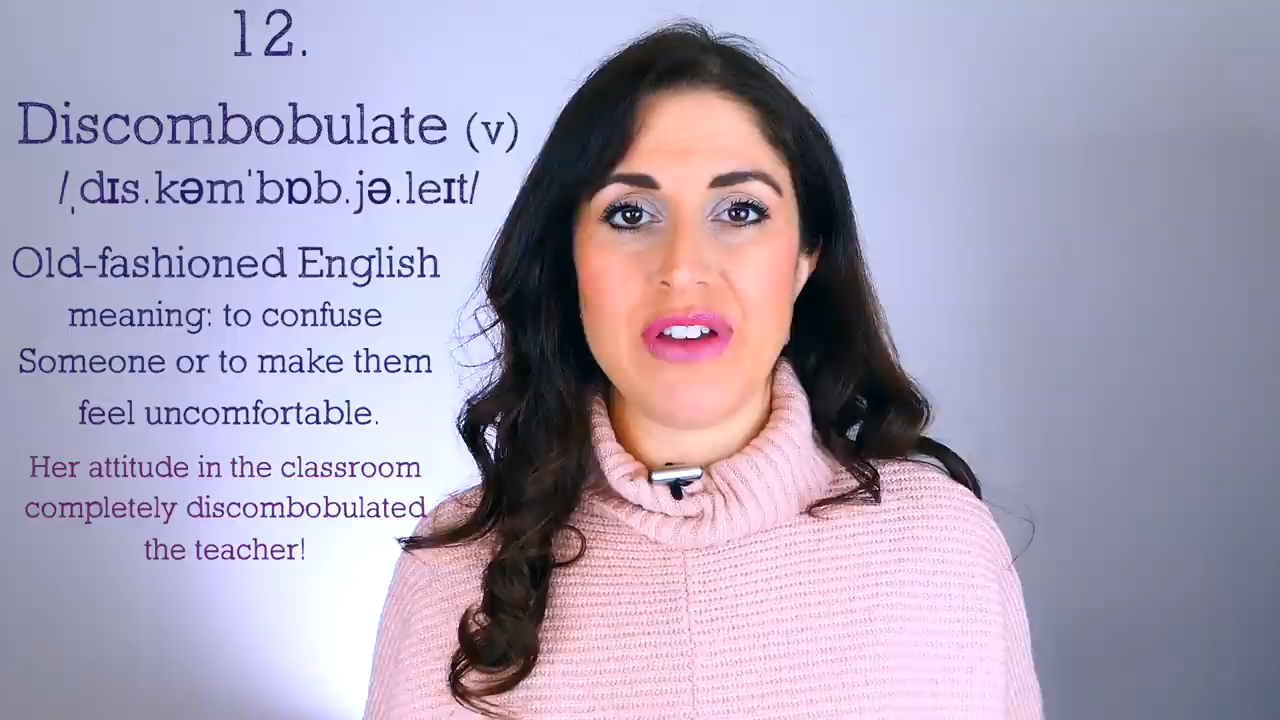 12.
Discombobulate (v)
/ˌdɪs.kəmˈbɒb.jə.leɪt/
Old-fashioned English
meaning: to confuse
Someone or to make them
feel uncomfortable.
Her attitude in the classroom
completely discombobulated
the teacher!